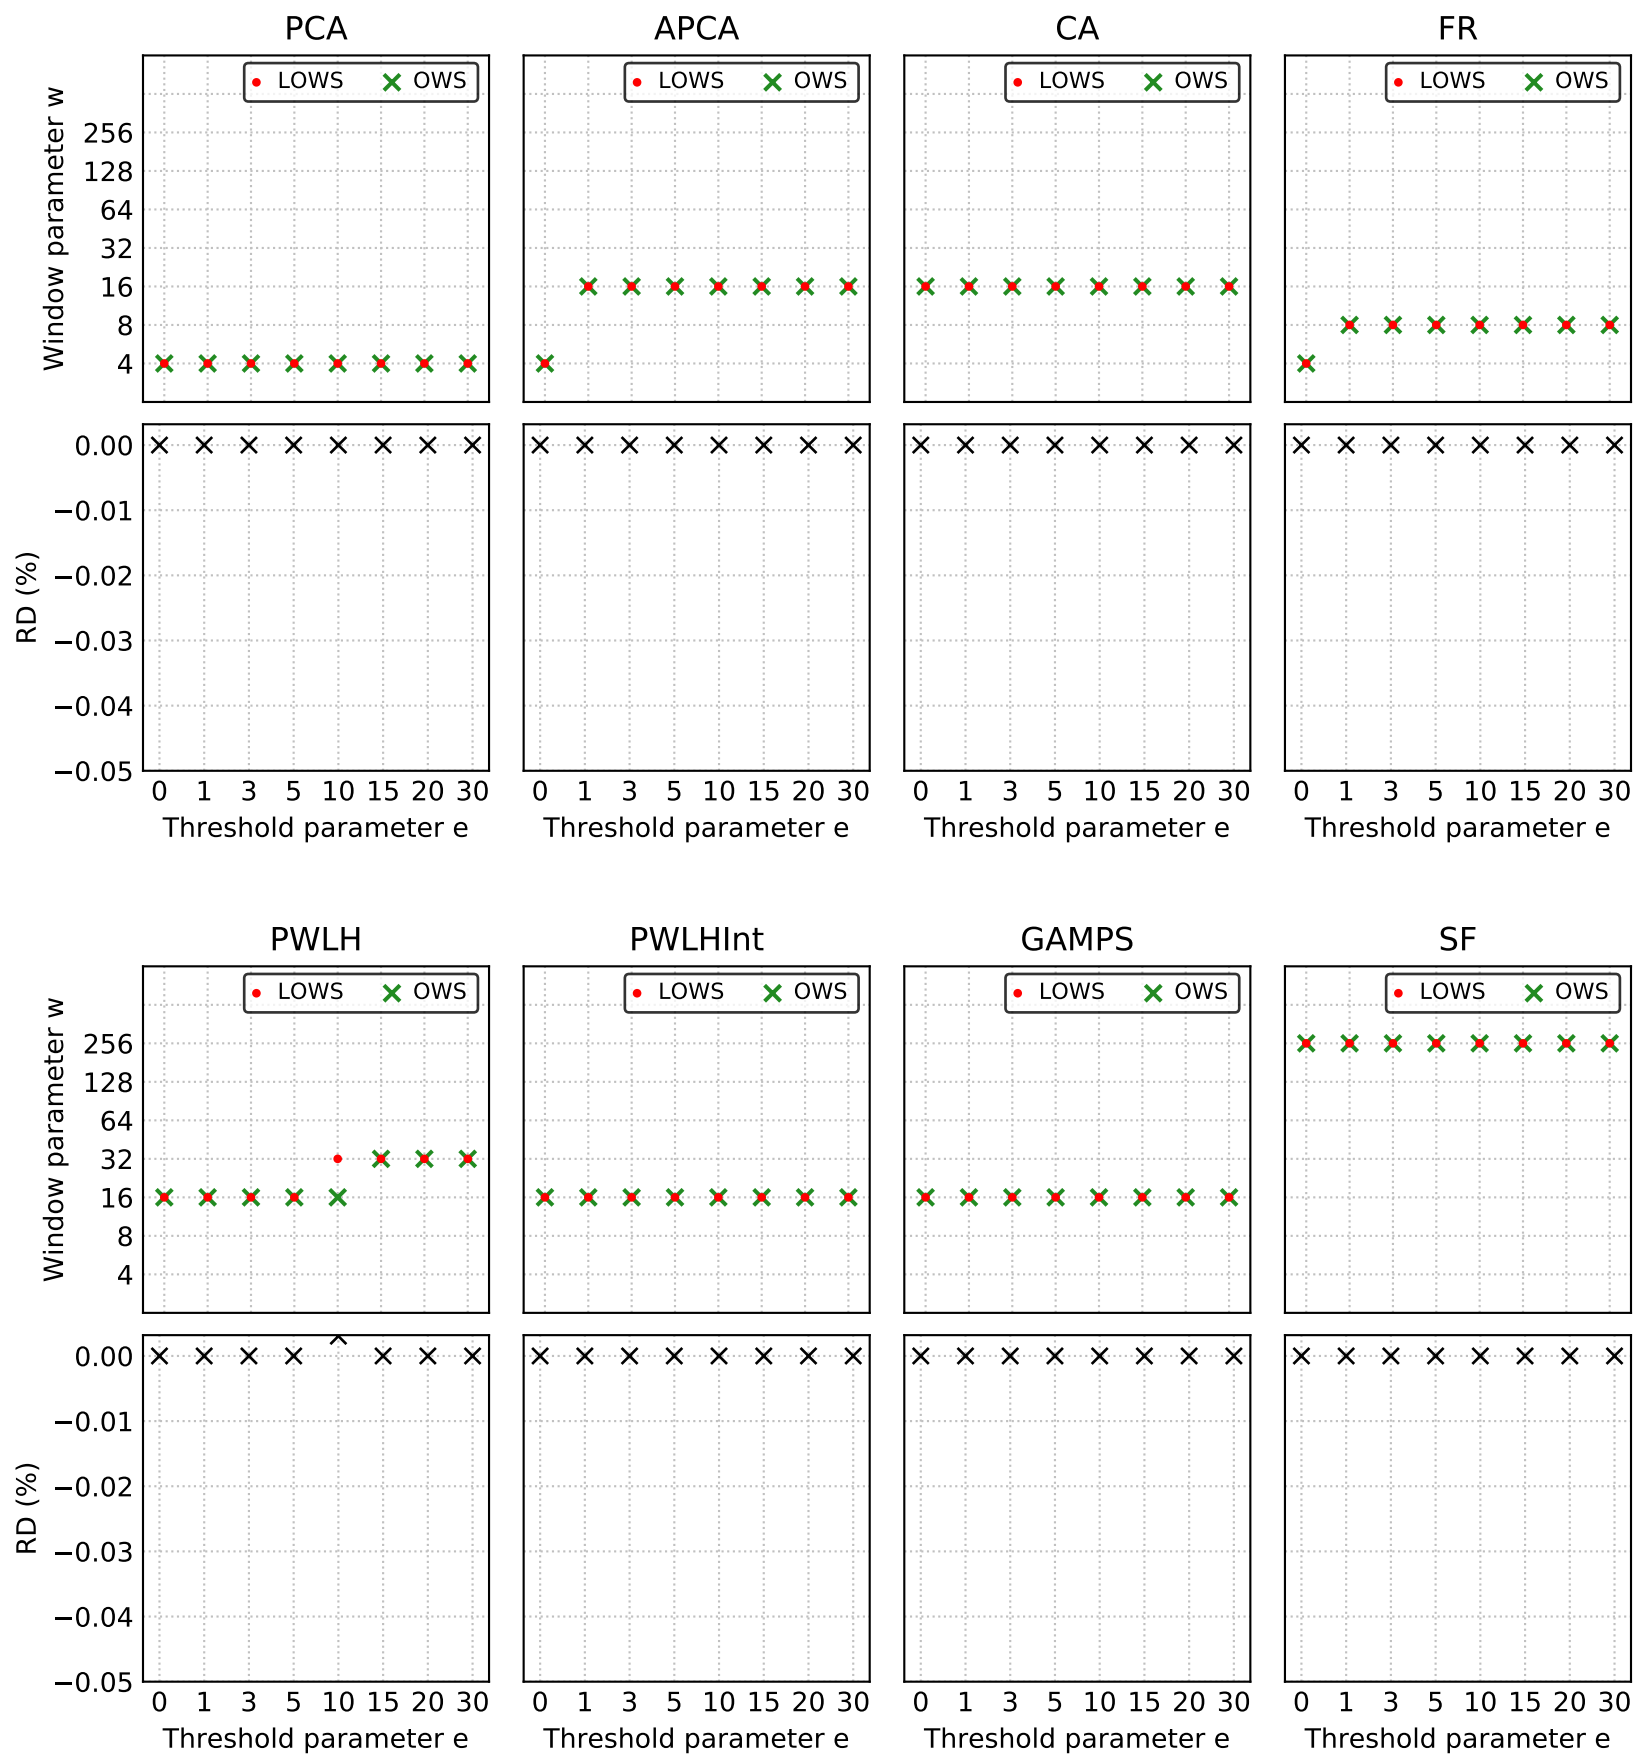 PCA APCA CA FR
LOWS OWS LOWS OWS LOWS OWS LOWS OWS
Window parameter w
256
128
64
32
16
8
4
RD (%)
0.00
−0.01
−0.02
−0.03
−0.04
−0.05
0 1 3 5 10 15 20 30 0 1 3 5 10 15 20 30 0 1 3 5 10 15 20 30 0 1 3 5 10 15 20 30
Threshold parameter e Threshold parameter e Threshold parameter e Threshold parameter e
PWLH PWLHInt GAMPS SF
LOWS OWS LOWS OWS LOWS OWS LOWS OWS
Window parameter w
256
128
64
32
16
8
4
RD (%)
0.00
−0.01
−0.02
−0.03
−0.04
−0.05
0 1 3 5 10 15 20 30 0 1 3 5 10 15 20 30 0 1 3 5 10 15 20 30 0 1 3 5 10 15 20 30
Threshold parameter e Threshold parameter e Threshold parameter e Threshold parameter e